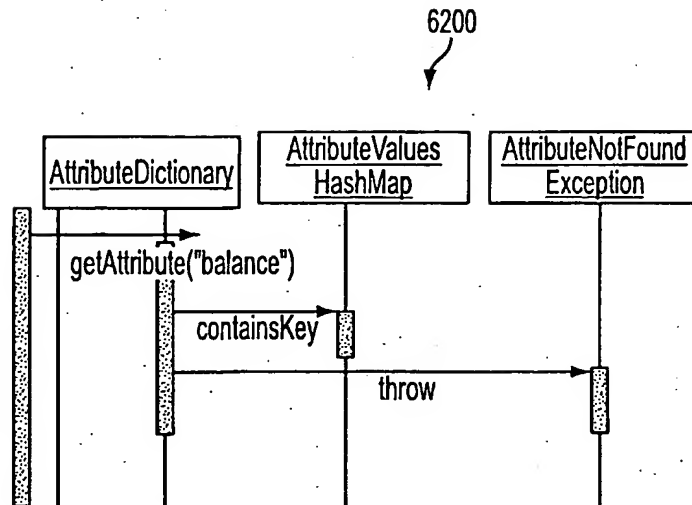 6200
AttributeDictionary
AttributeValues
HashMap
AttributeNotFound
Exception
getAttribute("balance")
containsKey
throw